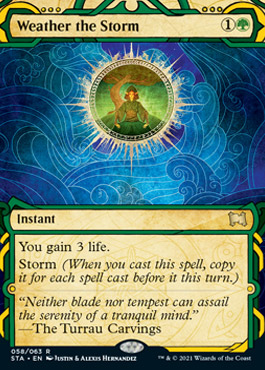 Weather the Storm 1
Instant
You gain 3 life.
Storm (When you cast this spell, copy
it for each spell cast before it this turn.)
“Neither blade nor tempest can assail
the serenity of a tranquil mind.”
—The Turrau Carvings
058/063 R
STA • EN Justin & Alexis Hernandez
™ & © 2021 Wizards of the Coast